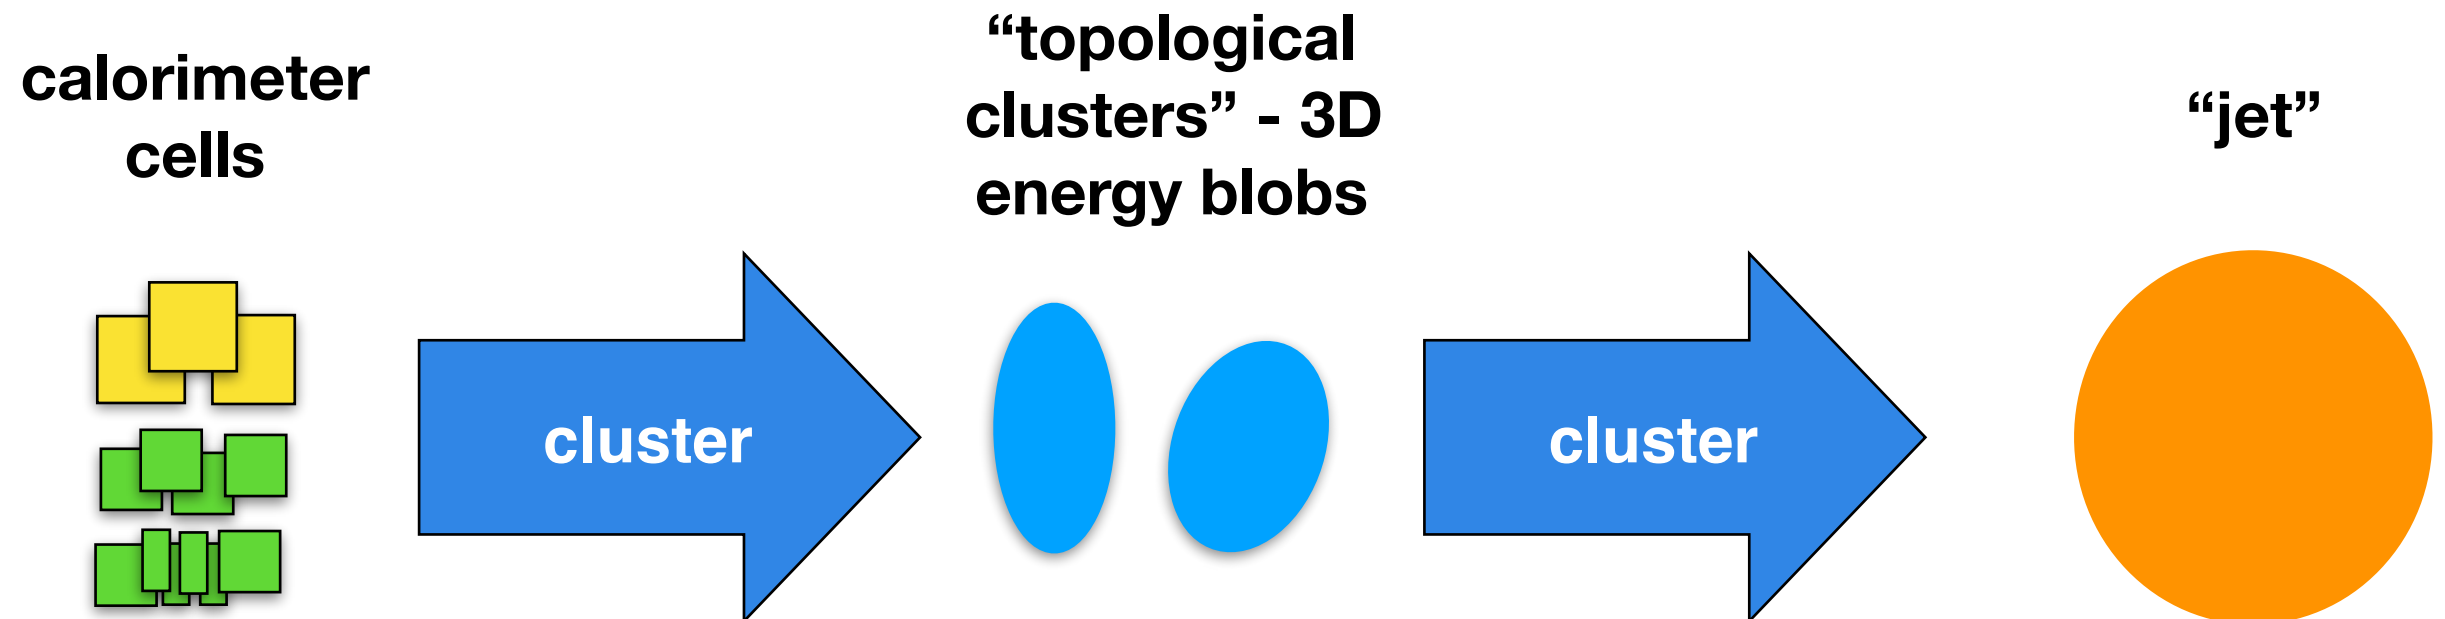 calorimeter
cells
“topological
clusters” - 3D
energy blobs
“jet”
cluster
cluster